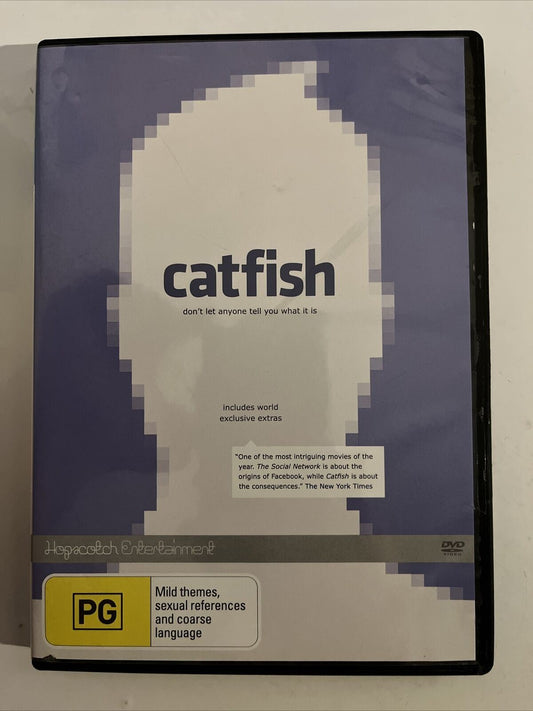 catfish
don't let anyone tell you what it is
includes world
exclusive extras
"One of the most intriguing movies of the
year. The Social Network is about the
origins of Facebook, while Catfish is about
the consequences." The New York Times
Hopscotch Entertainment
DVD
VIDEO
PG
Mild themes,
sexual references
and coarse
language